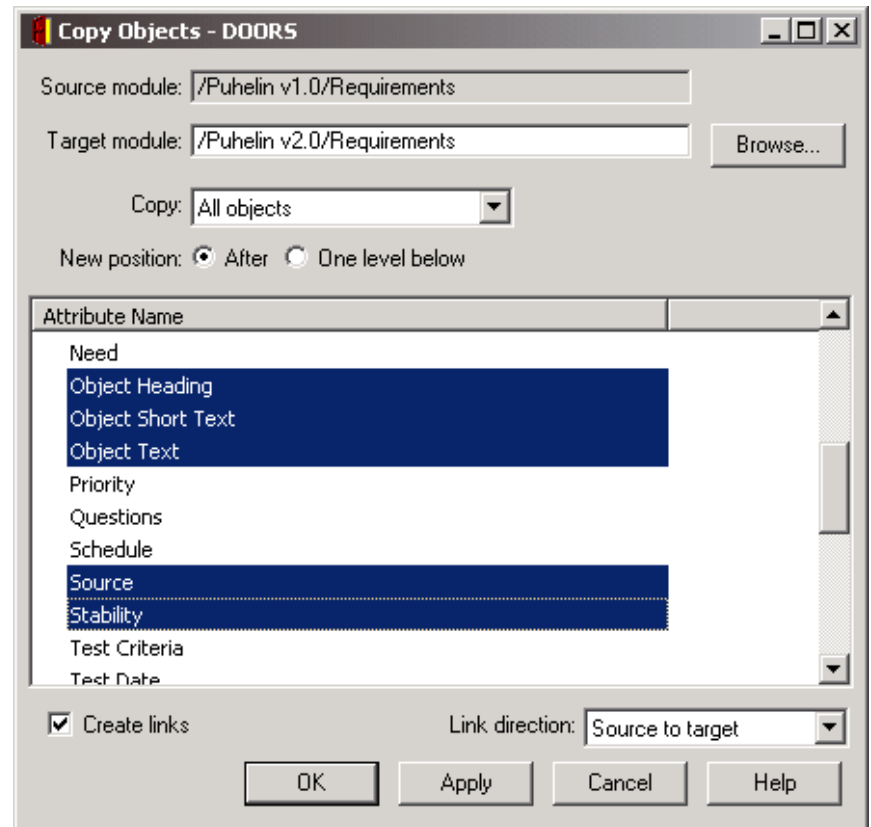 Copy Objects - DOORS
Source module: /Puhelin v1.0/Requirements
Target module: /Puhelin v2.0/Requirements Browse...
Copy: All objects
New position: After One level below
Attribute Name
Need
Object Heading
Object Short Text
Object Text
Priority
Questions
Schedule
Source
Stability
Test Criteria
Test Date
Create links Link direction: Source to target
OK Apply Cancel Help